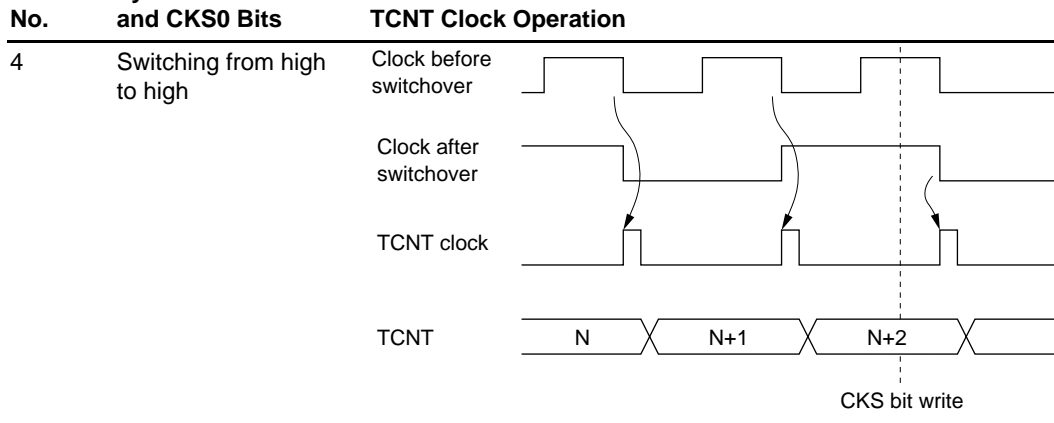 No. and CKS0 Bits TCNT Clock Operation
4 Switching from high Clock before
to high switchover
Clock after
switchover
TCNT clock
TCNT N N+1 N+2
CKS bit write